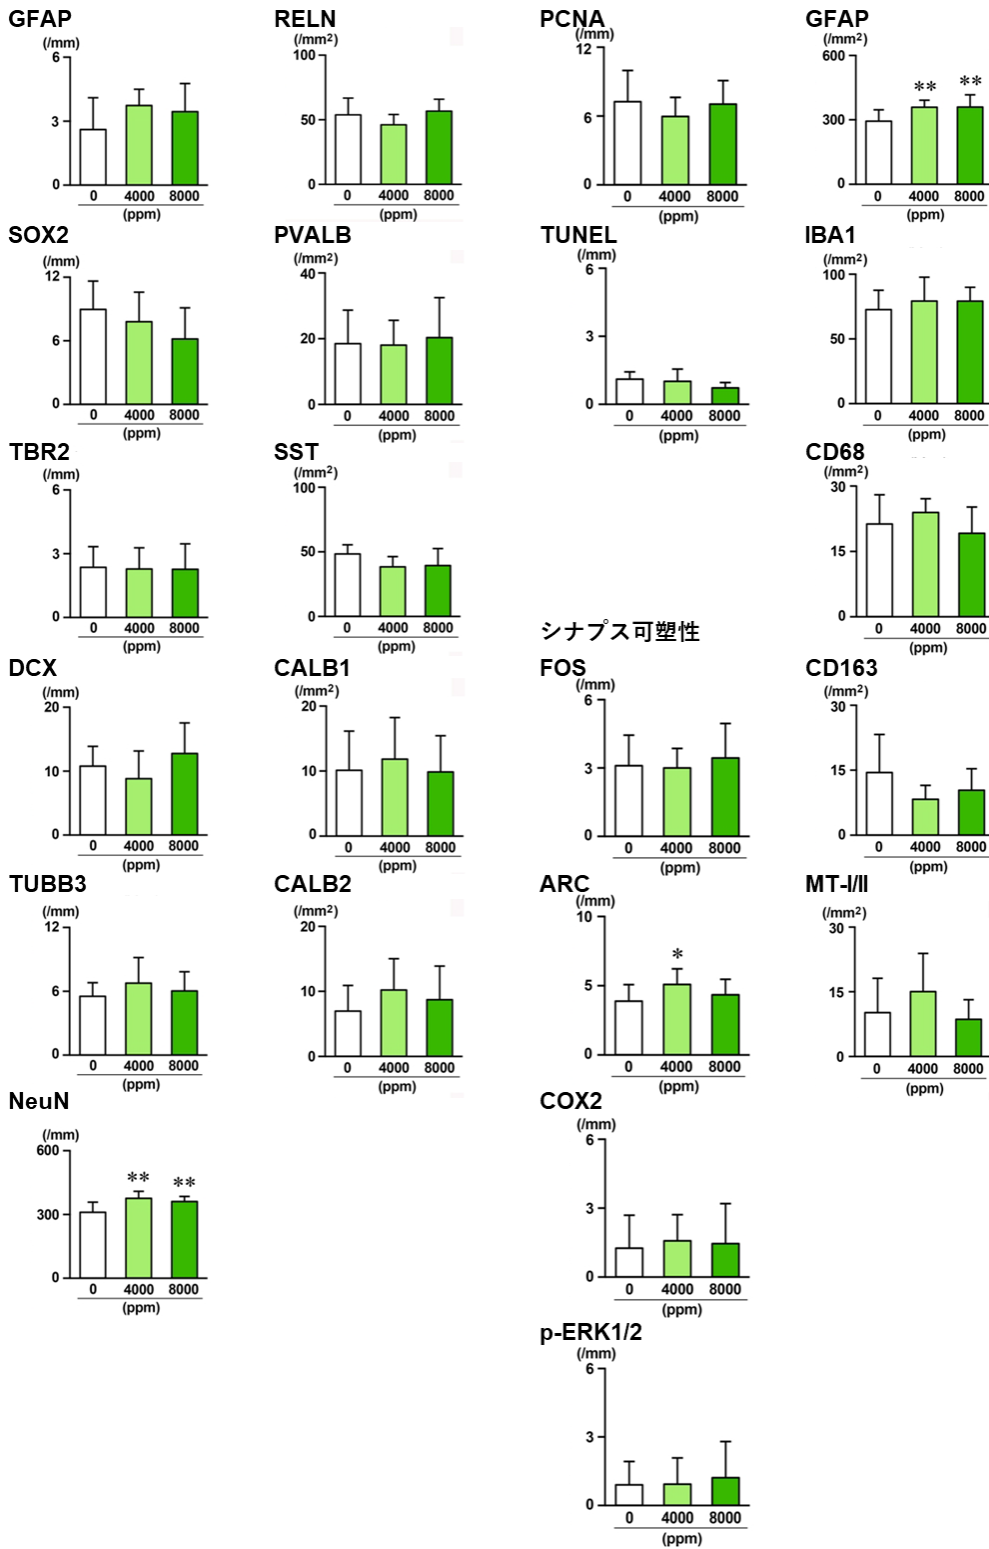 GFAP
(/mm)
6
3
0
0 4000 8000
(ppm)
RELN
(/mm²)
100
50
0
0 4000 8000
(ppm)
PCNA
(/mm)
12
6
0
0 4000 8000
(ppm)
GFAP
(/mm²)
600
300
0
** **
0 4000 8000
(ppm)
SOX2
(/mm)
12
6
0
0 4000 8000
(ppm)
PVALB
(/mm²)
40
20
0
0 4000 8000
(ppm)
TUNEL
(/mm)
6
3
0
0 4000 8000
(ppm)
IBA1
(/mm²)
100
50
0
0 4000 8000
(ppm)
TBR2
(/mm)
6
3
0
0 4000 8000
(ppm)
SST
(/mm²)
100
50
0
0 4000 8000
(ppm)
CD68
(/mm²)
30
15
0
0 4000 8000
(ppm)
シナプス可塑性
DCX
(/mm)
20
10
0
0 4000 8000
(ppm)
CALB1
(/mm²)
20
10
0
0 4000 8000
(ppm)
FOS
(/mm)
6
3
0
0 4000 8000
(ppm)
CD163
(/mm²)
30
15
0
0 4000 8000
(ppm)
TUBB3
(/mm)
12
6
0
0 4000 8000
(ppm)
CALB2
(/mm²)
20
10
0
0 4000 8000
(ppm)
ARC
(/mm)
10
5
0
*
0 4000 8000
(ppm)
MT-I/II
(/mm²)
30
15
0
0 4000 8000
(ppm)
NeuN
(/mm)
600
300
0
** **
0 4000 8000
(ppm)
COX2
(/mm)
6
3
0
0 4000 8000
(ppm)
p-ERK1/2
(/mm)
6
3
0
0 4000 8000
(ppm)